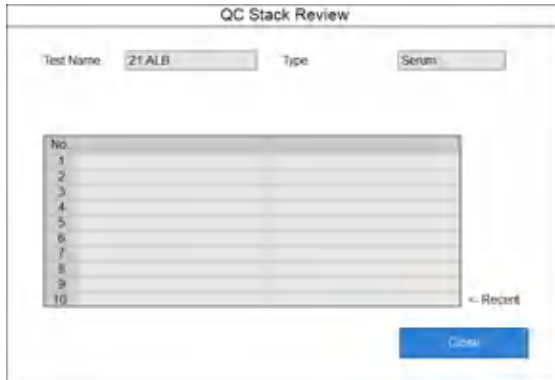 QC Stack Review
Test Name 21.ALB Type Serum
No.
1
2
3
4
5
6
7
8
9
10 <- Recent
Close